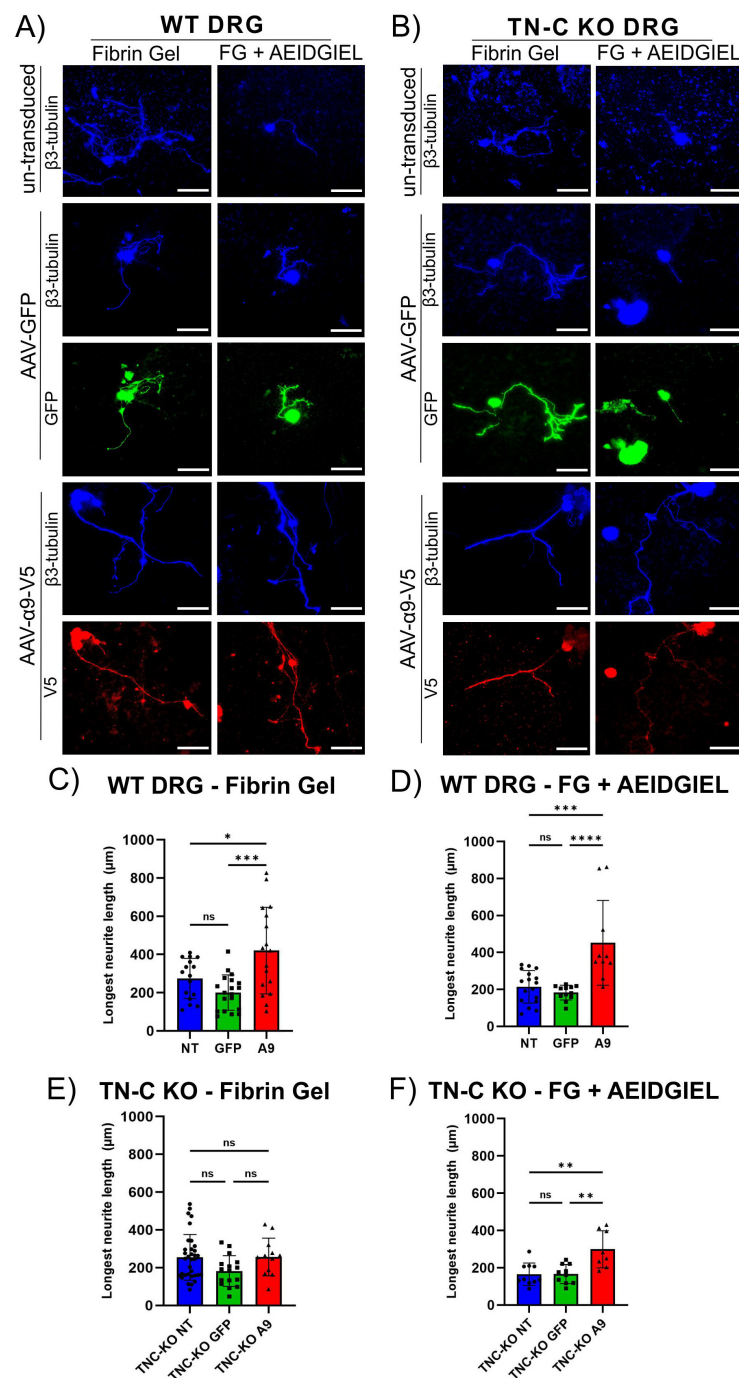 A) WT DRG
Fibrin Gel FG + AEIDGIEL
un-transduced
β3-tubulin
AAV-GFP
β3-tubulin
GFP
AAV-α9-V5
β3-tubulin
V5
B) TN-C KO DRG
Fibrin Gel FG + AEIDGIEL
un-transduced
β3-tubulin
AAV-GFP
β3-tubulin
GFP
AAV-α9-V5
β3-tubulin
V5
C) WT DRG - Fibrin Gel
Longest neurite length (µm)
1000
800
600
400
200
0
*
***
ns
NT GFP A9
D) WT DRG - FG + AEIDGIEL
Longest neurite length (µm)
1000
800
600
400
200
0
***
ns ****
NT GFP A9
E) TN-C KO - Fibrin Gel
Longest neurite length (µm)
1000
800
600
400
200
0
ns
ns ns
TNC-KO NT
TNC-KO GFP
TNC-KO A9
F) TN-C KO - FG + AEIDGIEL
Longest neurite length (µm)
1000
800
600
400
200
0
**
ns **
TNC-KO NT
TNC-KO GFP
TNC-KO A9